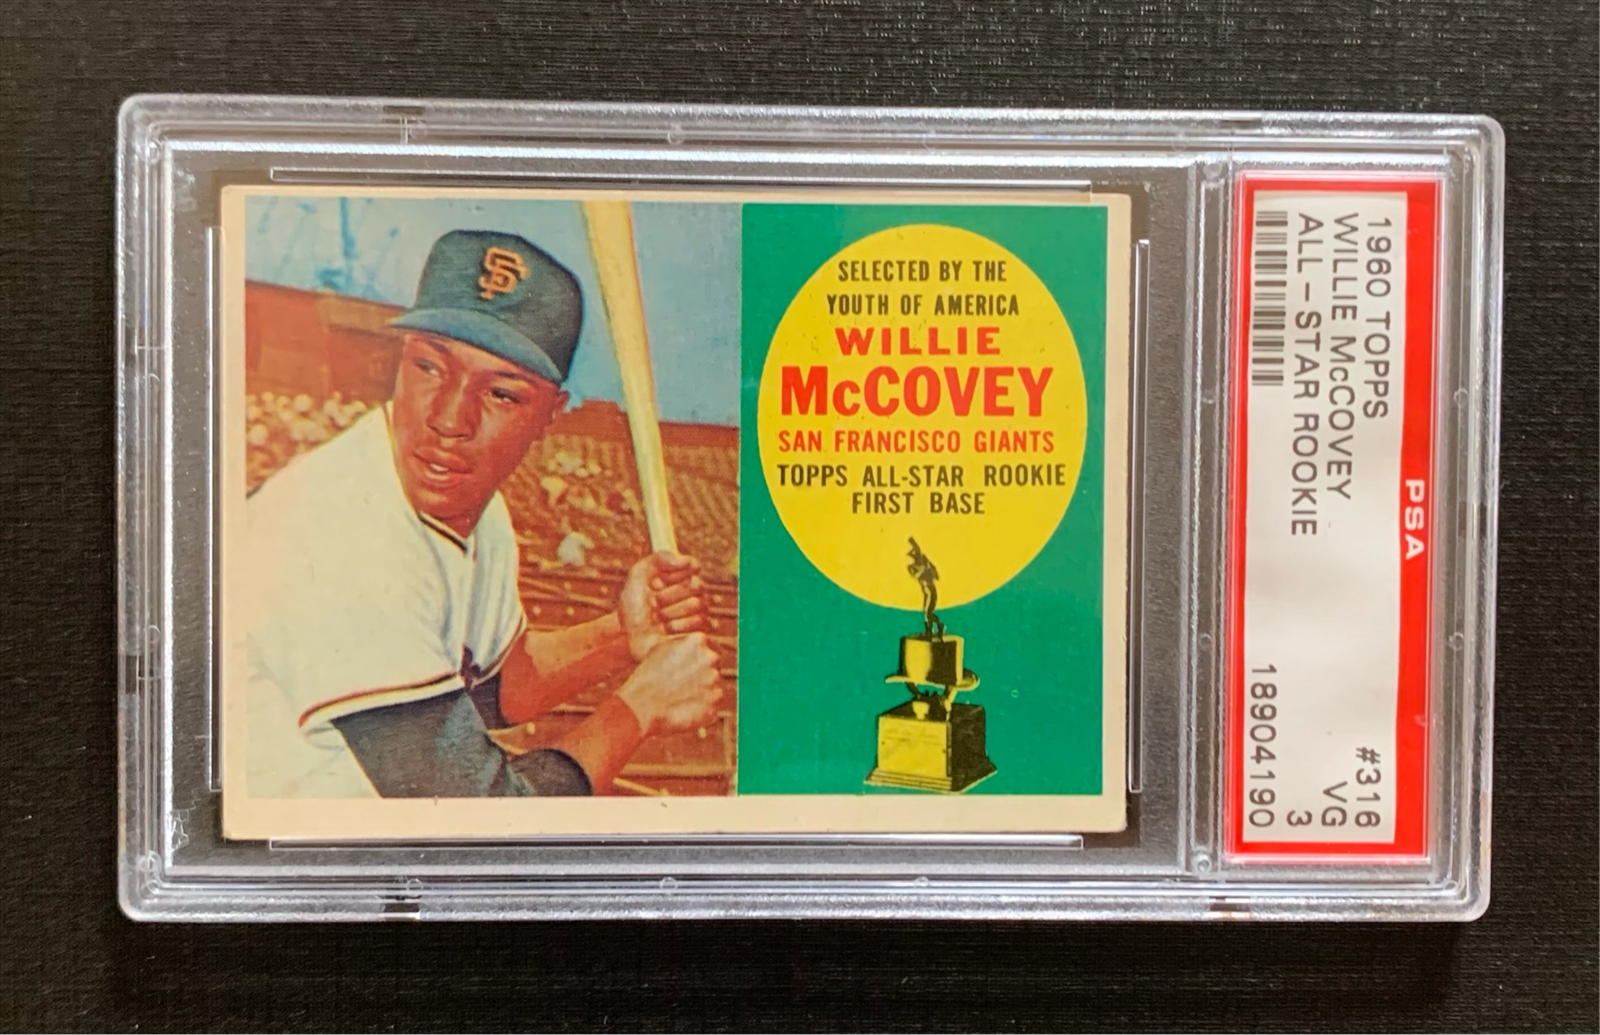 SF
SELECTED BY THE
YOUTH OF AMERICA
WILLIE
McCOVEY
SAN FRANCISCO GIANTS
TOPPS ALL-STAR ROOKIE
FIRST BASE
PSA
1960 TOPPS #316
WILLIE McCOVEY VG
ALL - STAR ROOKIE 3
18904190